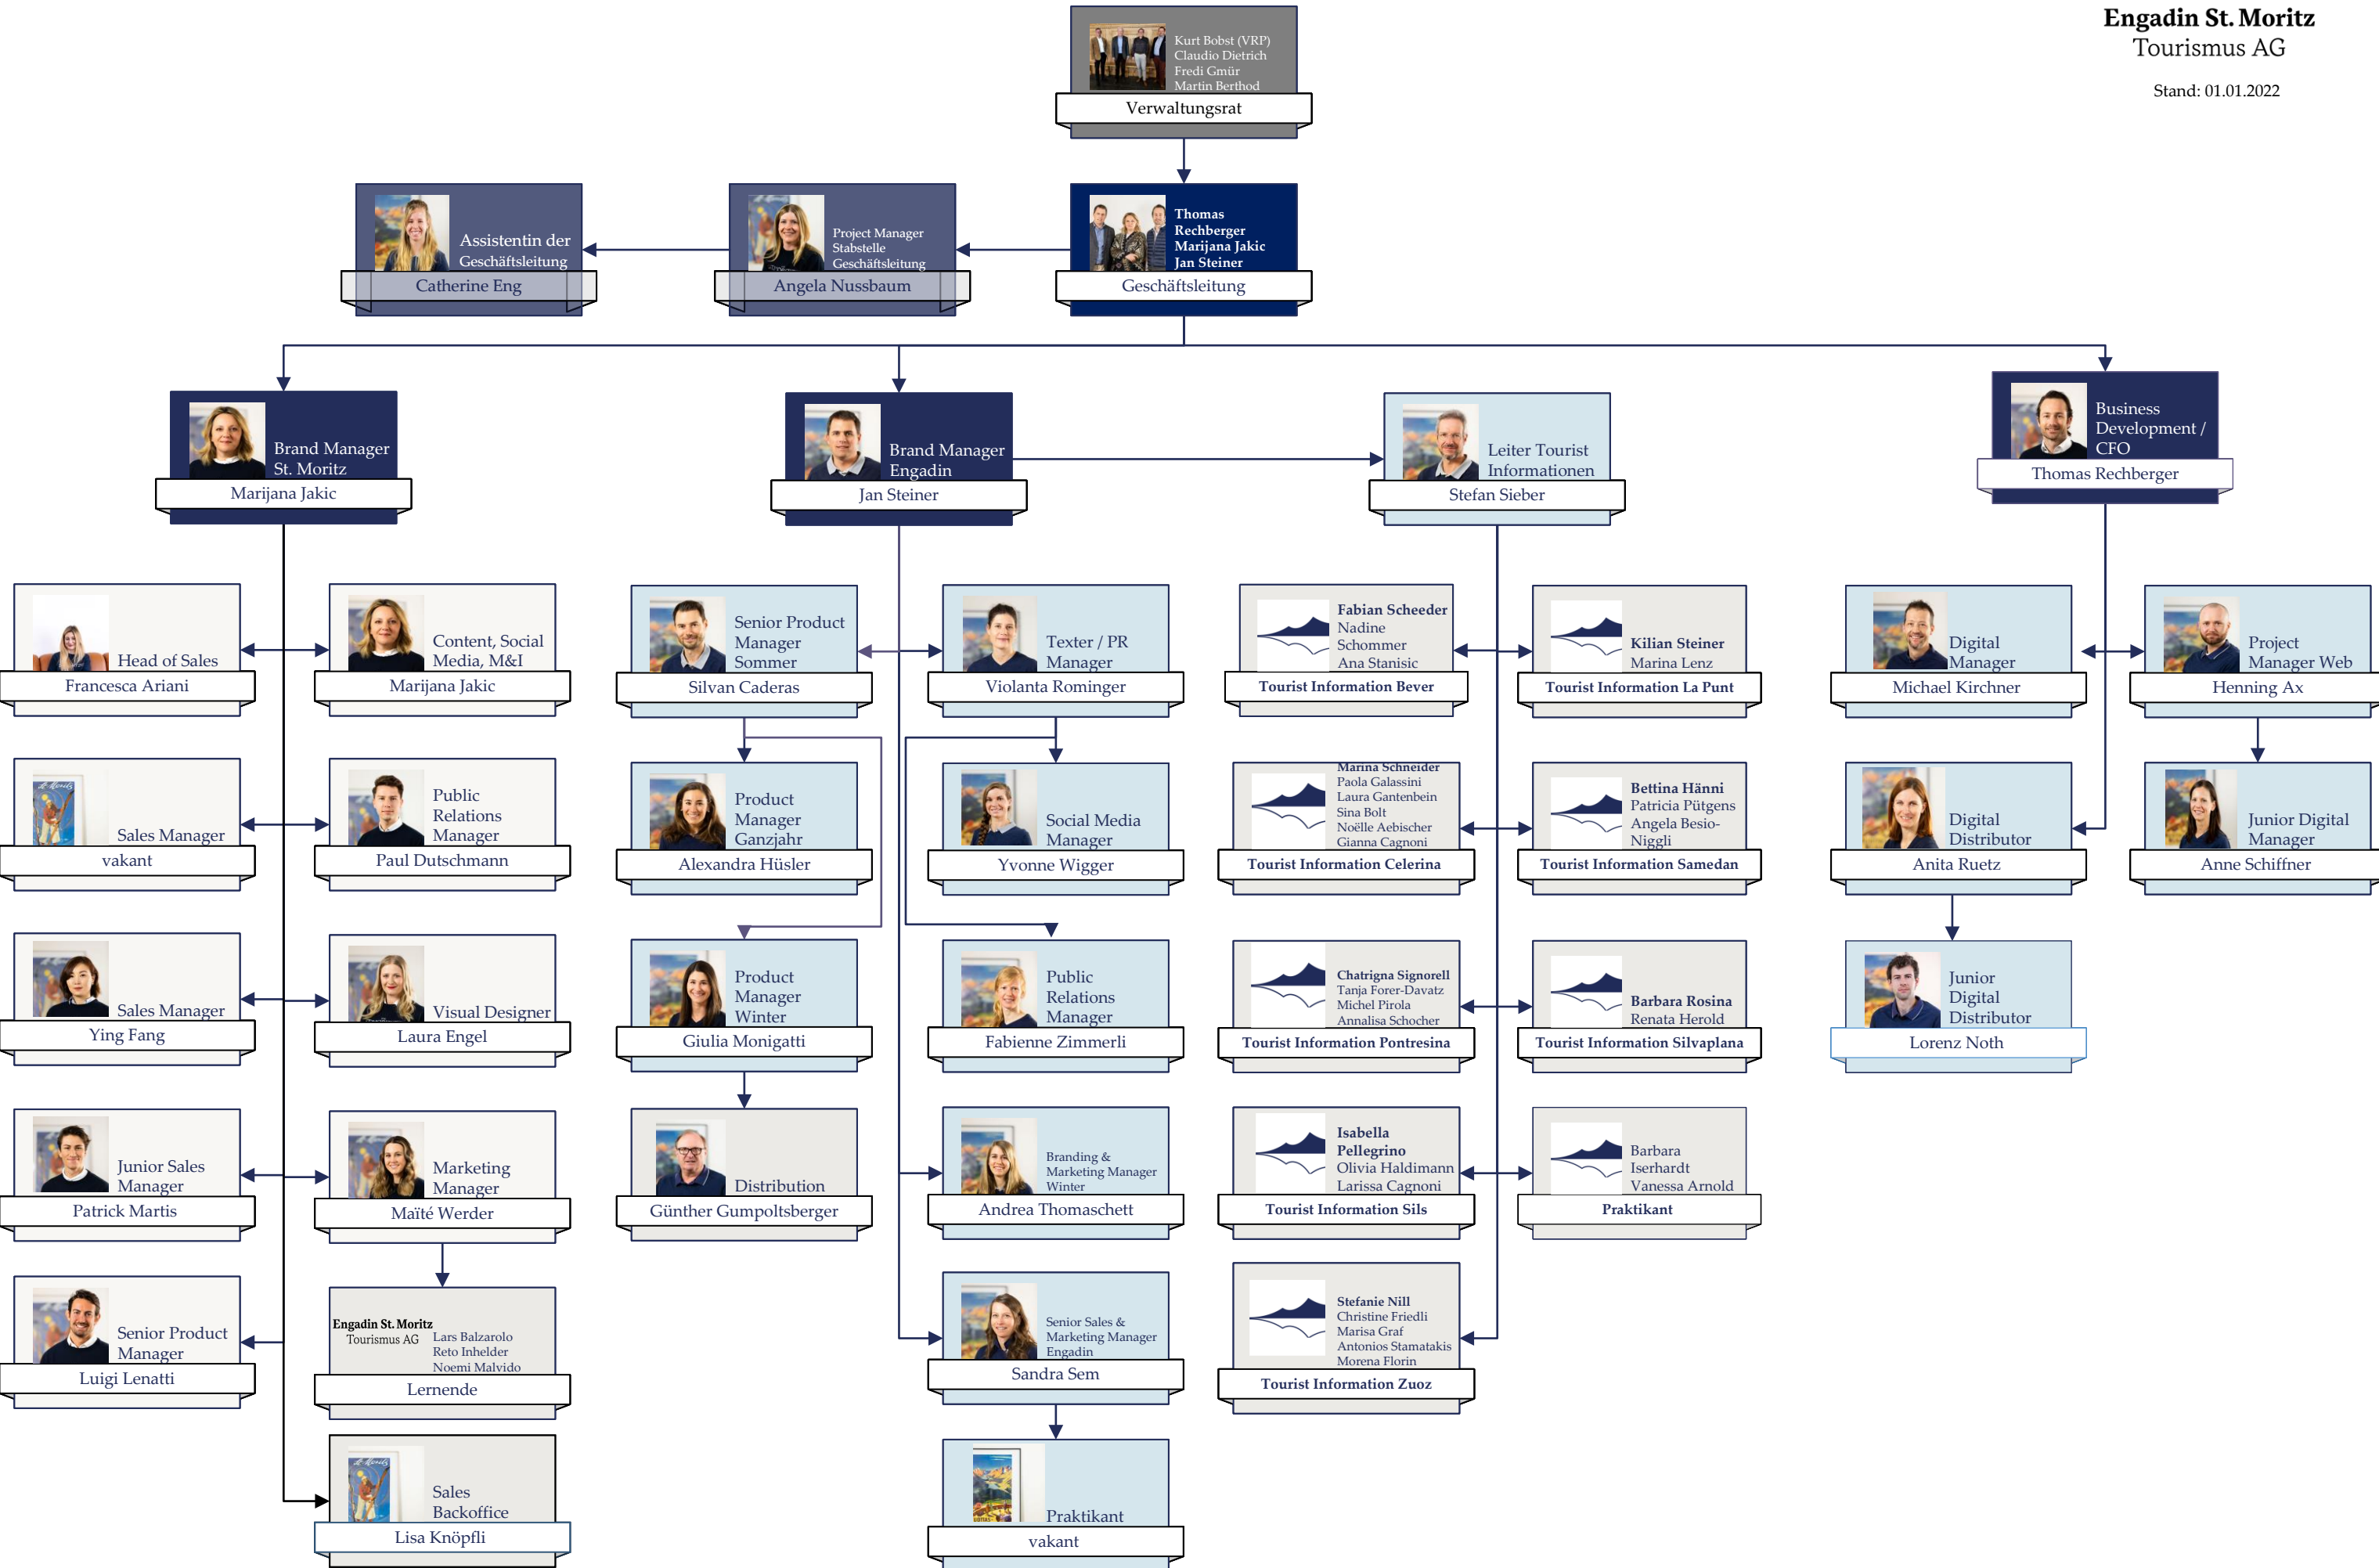 Engadin St. Moritz
Tourismus AG
Stand: 01.01.2022
Kurt Bobst (VRP)
Claudio Dietrich
Fredi Gmür
Martin Berthod
Verwaltungsrat
Assistentin der
Geschäftsleitung
Catherine Eng
Project Manager
Stabstelle
Geschäftsleitung
Angela Nussbaum
Thomas
Rechberger
Marijana Jakic
Jan Steiner
Geschäftsleitung
Brand Manager
St. Moritz
Marijana Jakic
Brand Manager
Engadin
Jan Steiner
Leiter Tourist
Informationen
Stefan Sieber
Business
Development /
CFO
Thomas Rechberger
Head of Sales
Francesca Ariani
Content, Social
Media, M&I
Marijana Jakic
Senior Product
Manager
Sommer
Silvan Caderas
Texter / PR
Manager
Violanta Rominger
Fabian Scheeder
Nadine
Schommer
Ana Stanisic
Tourist Information Bever
Kilian Steiner
Marina Lenz
Tourist Information La Punt
Digital
Manager
Michael Kirchner
Project
Manager Web
Henning Ax
Sales Manager
vakant
Public
Relations
Manager
Paul Dutschmann
Product
Manager
Ganzjahr
Alexandra Hüsler
Social Media
Manager
Yvonne Wigger
Marina Schneider
Paola Galassini
Laura Gantenbein
Sina Bolt
Noëlle Aebischer
Gianna Cagnoni
Tourist Information Celerina
Bettina Hänni
Patricia Pütgens
Angela Besio-
Niggli
Tourist Information Samedan
Digital
Distributor
Anita Ruetz
Junior Digital
Manager
Anne Schiffner
Sales Manager
Ying Fang
Visual Designer
Laura Engel
Product
Manager
Winter
Giulia Monigatti
Public
Relations
Manager
Fabienne Zimmerli
Chatrigna Signorell
Tanja Forer-Davatz
Michel Pirola
Annalisa Schocher
Tourist Information Pontresina
Barbara Rosina
Renata Herold
Tourist Information Silvaplana
Junior
Digital
Distributor
Lorenz Noth
Junior Sales
Manager
Patrick Martis
Marketing
Manager
Maïté Werder
Distribution
Günther Gumpoltsberger
Branding &
Marketing Manager
Winter
Andrea Thomaschett
Isabella
Pellegrino
Olivia Haldimann
Larissa Cagnoni
Tourist Information Sils
Barbara
Iserhardt
Vanessa Arnold
Praktikant
Senior Product
Manager
Luigi Lenatti
Engadin St. Moritz
Tourismus AG
Lars Balzarolo
Reto Inhelder
Noemi Malvido
Lernende
Senior Sales &
Marketing Manager
Engadin
Sandra Sem
Stefanie Nill
Christine Friedli
Marisa Graf
Antonios Stamatakis
Morena Florin
Tourist Information Zuoz
St. Moritz
Sales
Backoffice
Lisa Knöpfli
Praktikant
vakant